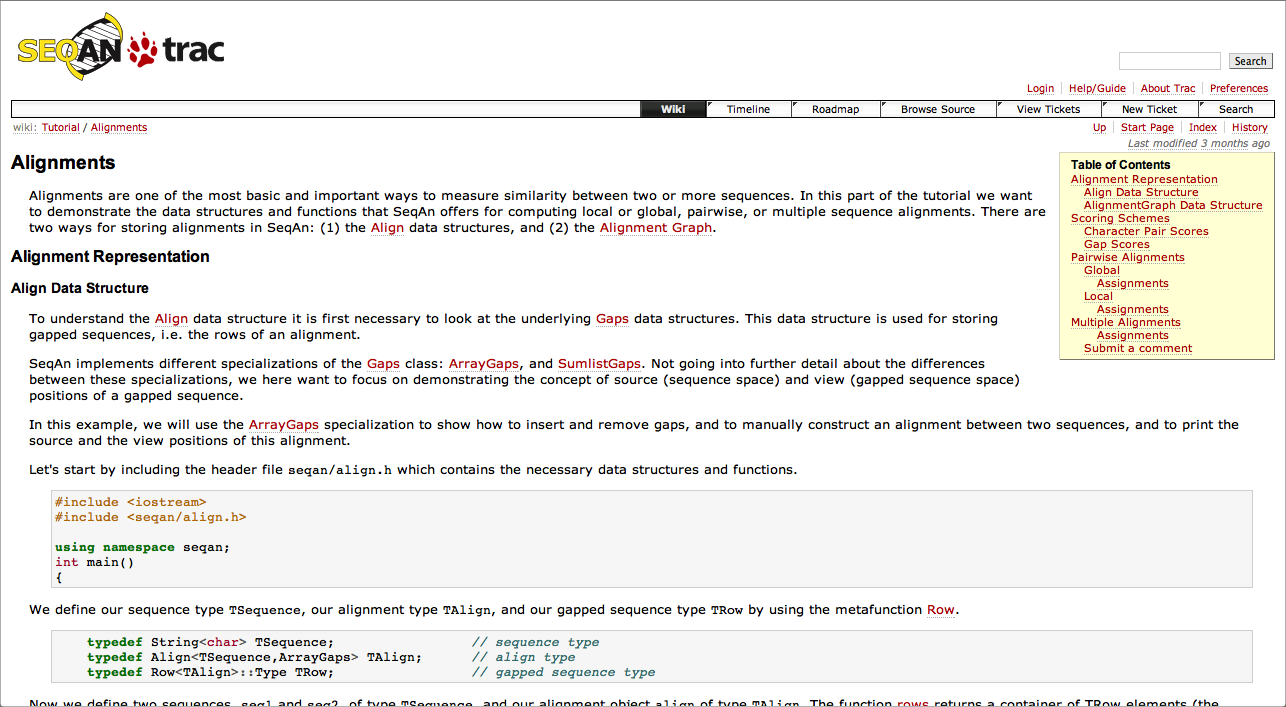 SEQAN trac
Search
Login Help/Guide About Trac Preferences
Wiki Timeline Roadmap Browse Source View Tickets New Ticket Search
wiki: Tutorial / Alignments
Up Start Page Index History
Last modified 3 months ago
Alignments
Alignments are one of the most basic and important ways to measure similarity between two or more sequences. In this part of the tutorial we want
to demonstrate the data structures and functions that SeqAn offers for computing local or global, pairwise, or multiple sequence alignments. There are
two ways for storing alignments in SeqAn: (1) the Align data structures, and (2) the Alignment Graph.
Table of Contents
Alignment Representation
Align Data Structure
AlignmentGraph Data Structure
Scoring Schemes
Character Pair Scores
Gap Scores
Pairwise Alignments
Global
Assignments
Local
Assignments
Multiple Alignments
Assignments
Submit a comment
Alignment Representation
Align Data Structure
To understand the Align data structure it is first necessary to look at the underlying Gaps data structures. This data structure is used for storing
gapped sequences, i.e. the rows of an alignment.
SeqAn implements different specializations of the Gaps class: ArrayGaps, and SumlistGaps. Not going into further detail about the differences
between these specializations, we here want to focus on demonstrating the concept of source (sequence space) and view (gapped sequence space)
positions of a gapped sequence.
In this example, we will use the ArrayGaps specialization to show how to insert and remove gaps, and to manually construct an alignment between two sequences, and to print the
source and the view positions of this alignment.
Let's start by including the header file seqan/align.h which contains the necessary data structures and functions.
#include <iostream>
#include <seqan/align.h>
using namespace seqan;
int main()
{
We define our sequence type TSequence, our alignment type TAlign, and our gapped sequence type TRow by using the metafunction Row.
typedef String<char> TSequence; // sequence type
typedef Align<TSequence,ArrayGaps> TAlign; // align type
typedef Row<TAlign>::Type TRow; // gapped sequence type
Now we define two sequences, seq1 and seq2, of type TSequence, and our alignment object align of type TAlign. The function rows returns a container of TRow elements (the